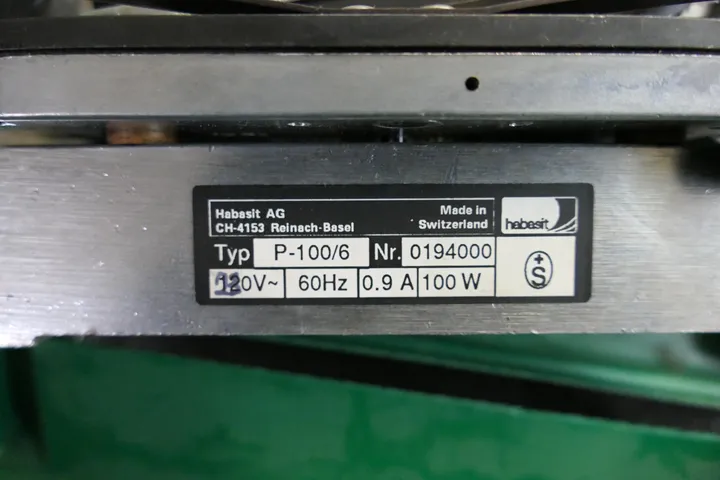 Habasit AG
CH-4153 Reinach-Basel
Made in
Switzerland
habasit
Typ P-100/6 Nr. 0194000
+
S
120V~ 60Hz 0.9 A 100 W